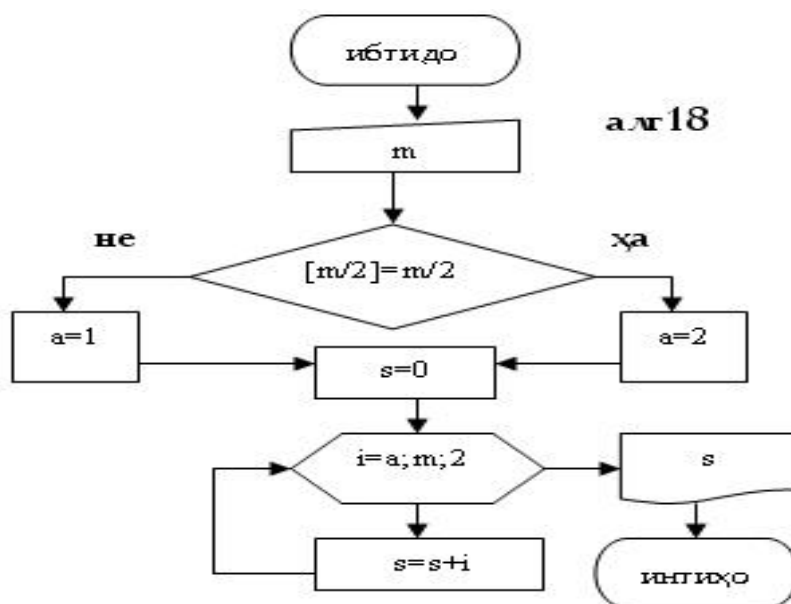 ибтидо
алг18
m
не
ҳа
[m/2]=m/2
a=1
a=2
s=0
i=a;m;2
s
s=s+i
интиҳо